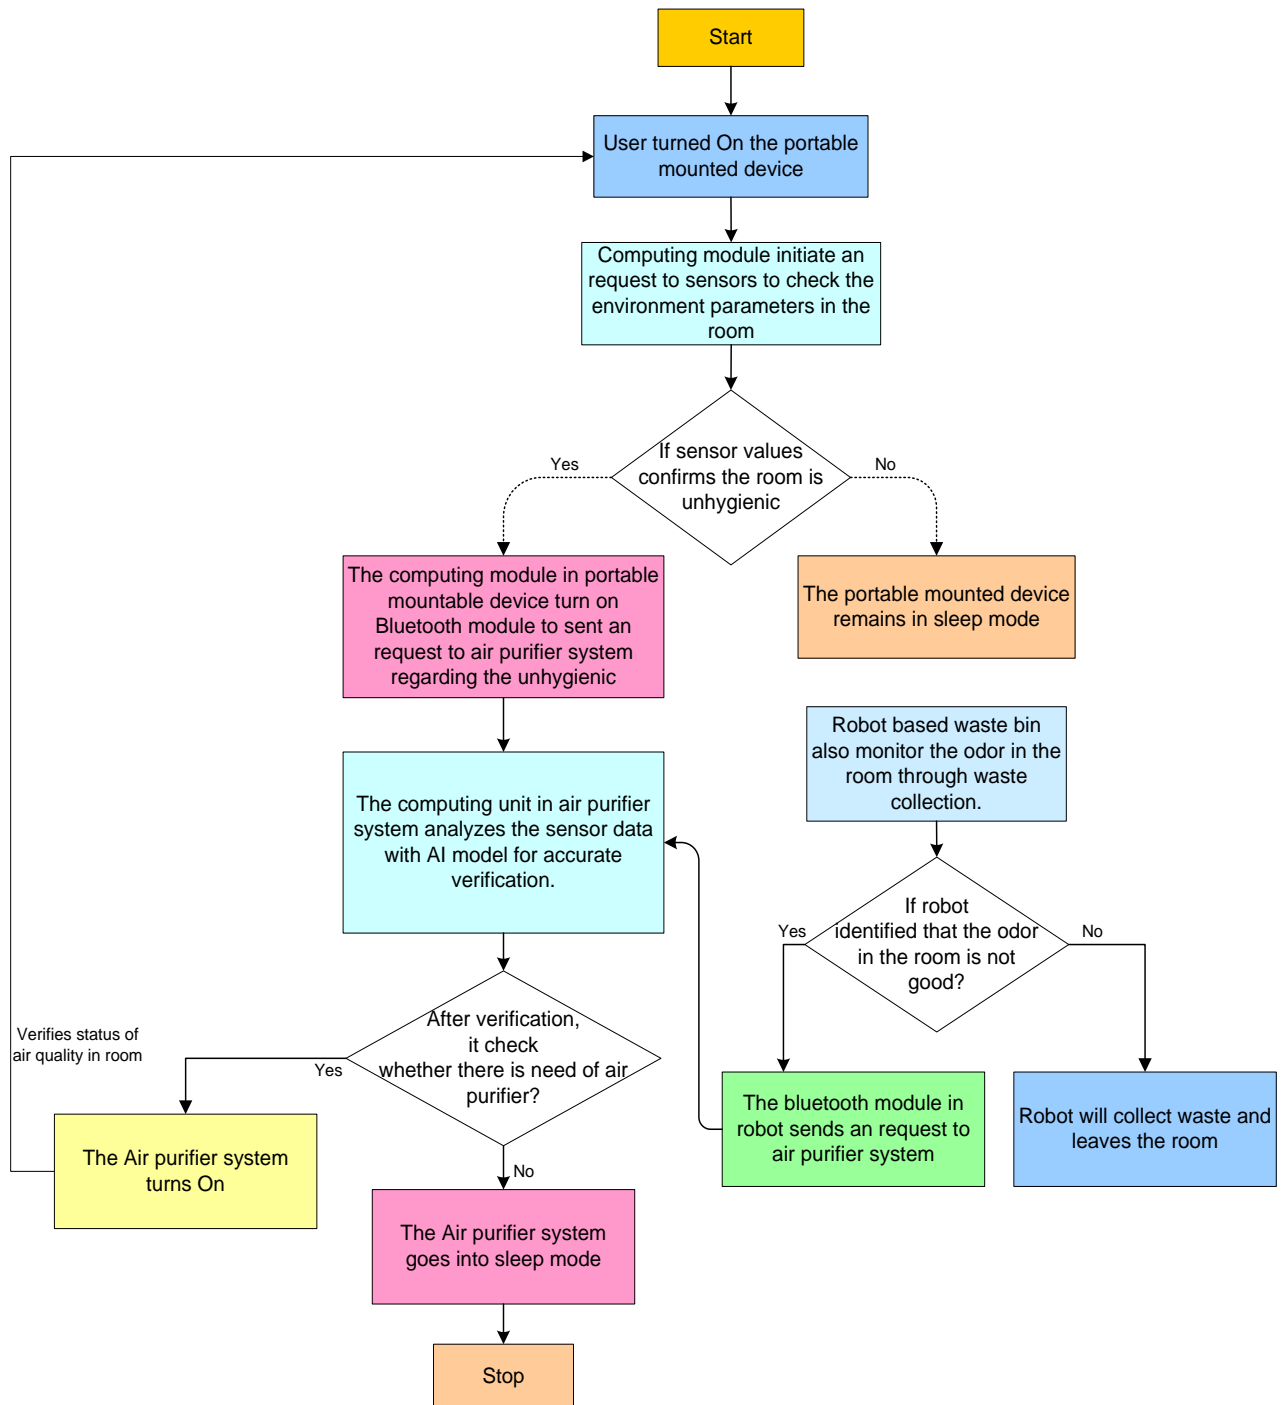 Start
User turned On the portable
mounted device
Computing module initiate an
request to sensors to check the
environment parameters in the
room
If sensor values
confirms the room is
unhygienic
Yes
No
The computing module in portable
mountable device turn on
Bluetooth module to sent an
request to air purifier system
regarding the unhygienic
The portable mounted device
remains in sleep mode
Robot based waste bin
also monitor the odor in the
room through waste
collection.
The computing unit in air purifier
system analyzes the sensor data
with AI model for accurate
verification.
If robot
identified that the odor
in the room is not
good?
Yes
No
After verification,
it check
whether there is need of air
purifier?
Yes
No
Verifies status of
air quality in room
The bluetooth module in
robot sends an request to
air purifier system
Robot will collect waste and
leaves the room
The Air purifier system
turns On
The Air purifier system
goes into sleep mode
Stop